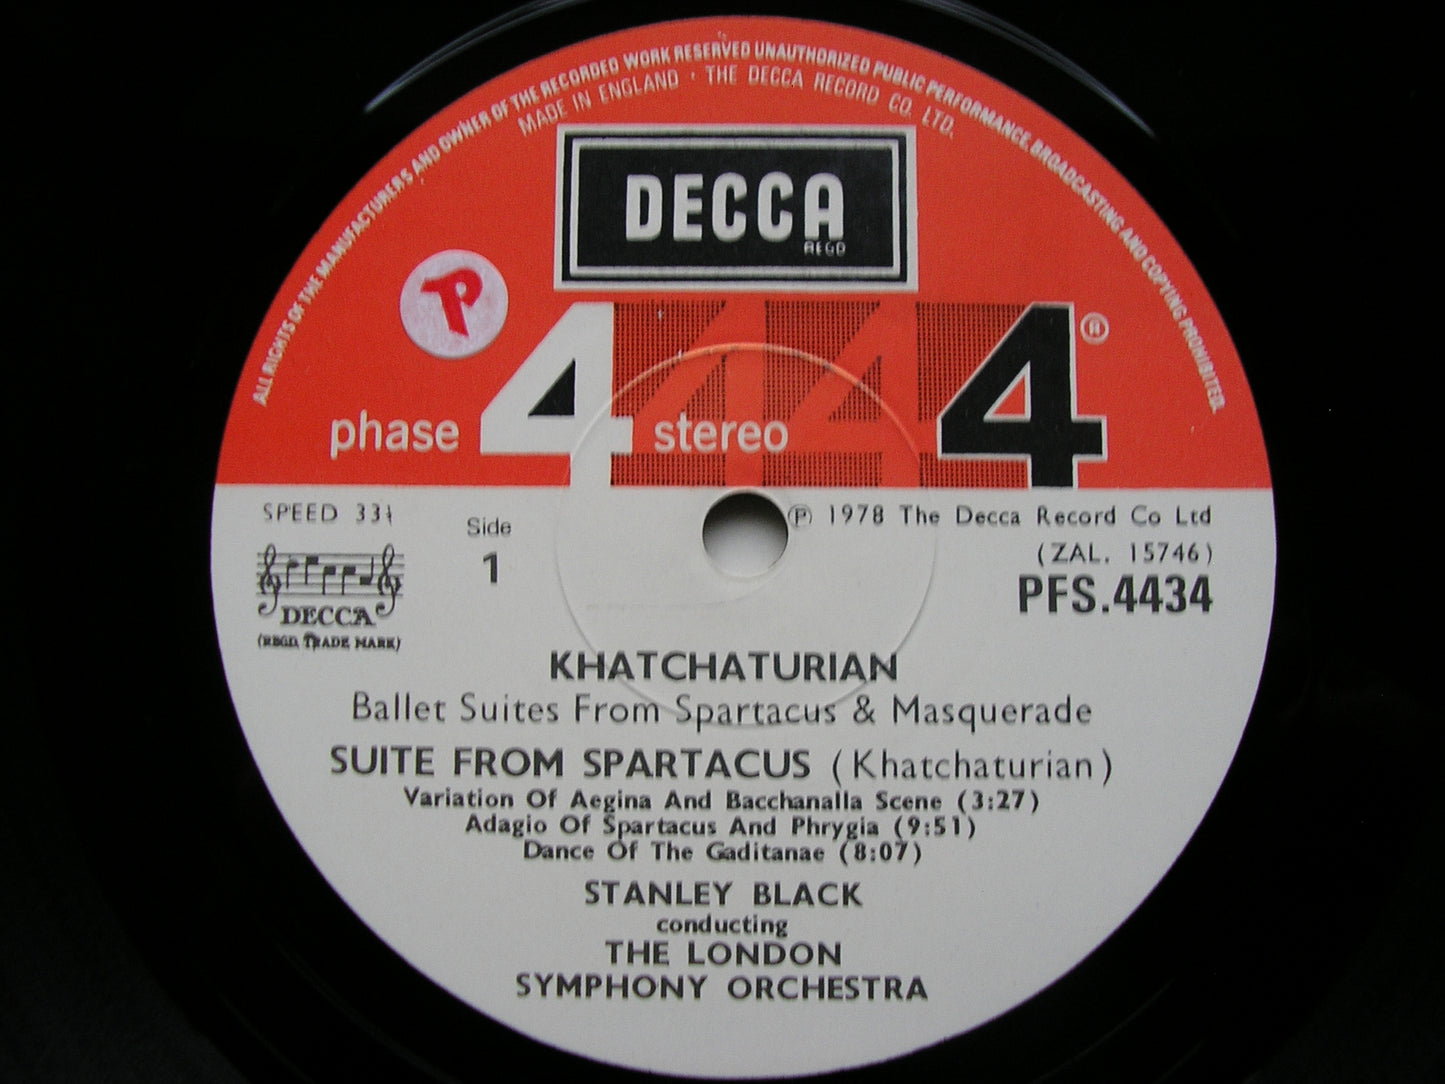 ALL RIGHTS OF THE MANUFACTURERS AND OWNER OF THE RECORDED WORK RESERVED UNAUTHORIZED PUBLIC PERFORMANCE, BROADCASTING AND COPYING PROHIBITED.
MADE IN ENGLAND · THE DECCA RECORD CO. LTD.
DECCA
REGD
P
4 4 4 4 ®
phase 4 stereo
SPEED 33⅓
Side
1
℗ 1978 The Decca Record Co Ltd
(ZAL. 15746)
PFS.4434
DECCA
(REGD. TRADE MARK)
KHATCHATURIAN
Ballet Suites From Spartacus & Masquerade
SUITE FROM SPARTACUS (Khatchaturian)
Variation Of Aegina And Bacchanalla Scene (3:27)
Adagio Of Spartacus And Phrygia (9:51)
Dance Of The Gaditanae (8:07)
STANLEY BLACK
conducting
THE LONDON
SYMPHONY ORCHESTRA